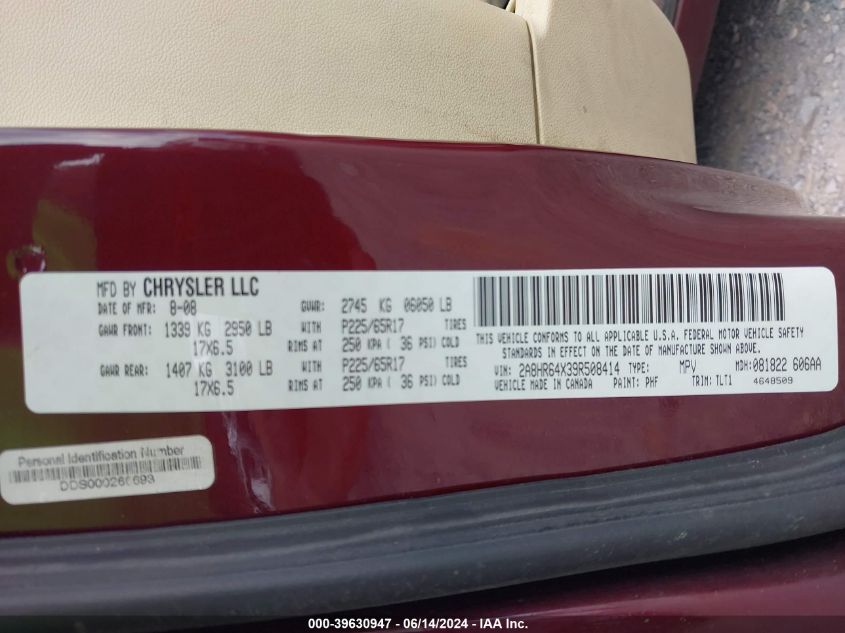 MFD BY CHRYSLER LLC
DATE OF MFR: 8-08 GVWR: 2745 KG 06050 LB
GAWR FRONT: 1339 KG 2950 LB WITH P225/65R17 TIRES
17X6.5 RIMS AT 250 KPA ( 36 PSI) COLD
GAWR REAR: 1407 KG 3100 LB WITH P225/65R17 TIRES
17X6.5 RIMS AT 250 KPA ( 36 PSI) COLD
THIS VEHICLE CONFORMS TO ALL APPLICABLE U.S.A. FEDERAL MOTOR VEHICLE SAFETY
STANDARDS IN EFFECT ON THE DATE OF MANUFACTURE SHOWN ABOVE.
VIN: 2A8HR64X39R508414 TYPE: MPV MDH: 081822 606AA
VEHICLE MADE IN CANADA PAINT: PHF TRIM: TLT1 4648509
Personal Identification Number
000-39630947 - 06/14/2024 - IAA Inc.